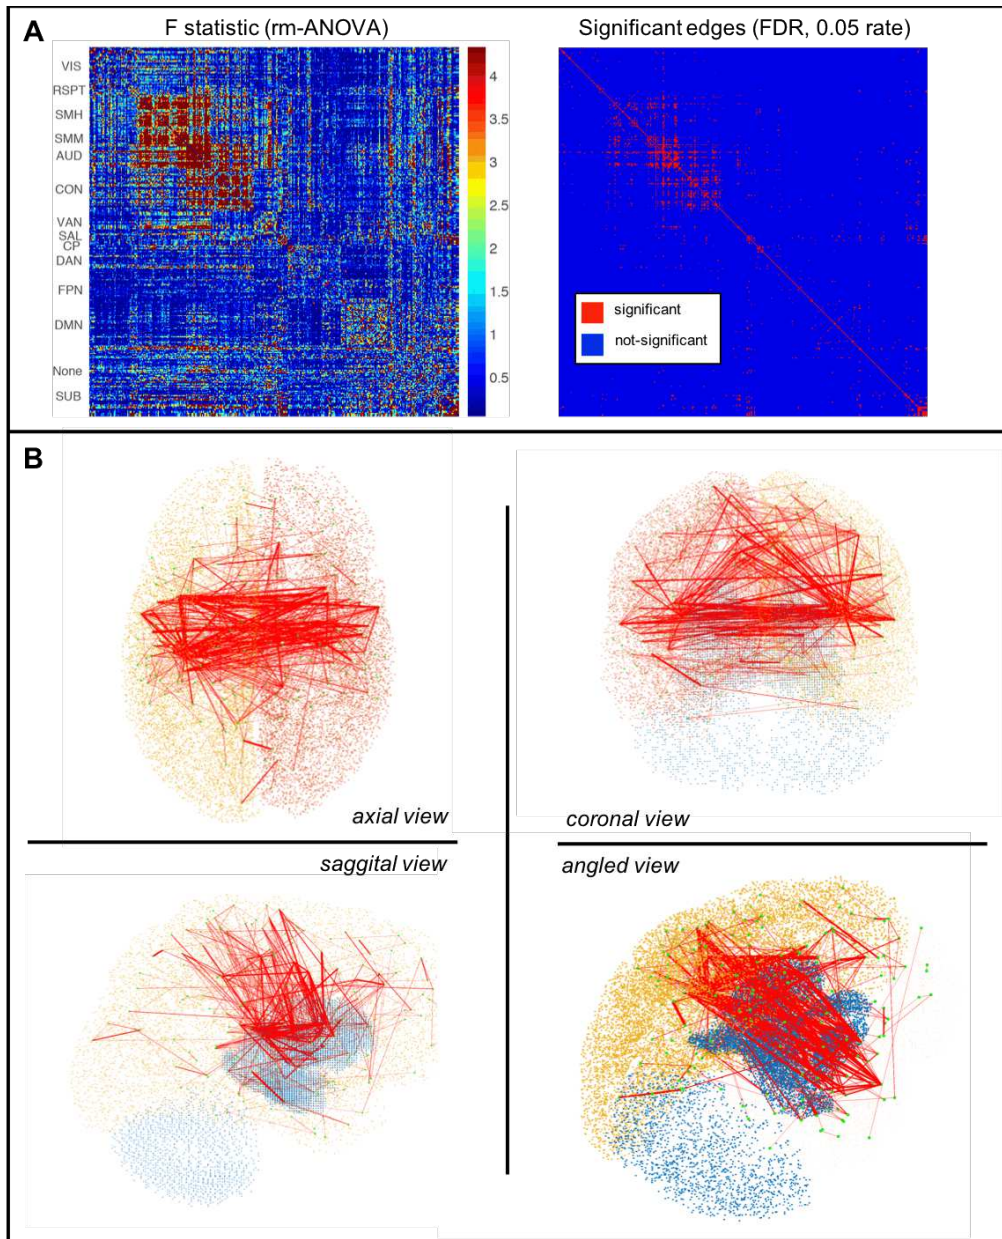 A
F statistic (rm-ANOVA)
Significant edges (FDR, 0.05 rate)
VIS
RSPT
SMH
SMM
AUD
CON
VAN
SAL
CP
DAN
FPN
DMN
None
SUB
4
3.5
3
2.5
2
1.5
1
0.5
significant
not-significant
B
axial view
coronal view
saggital view
angled view